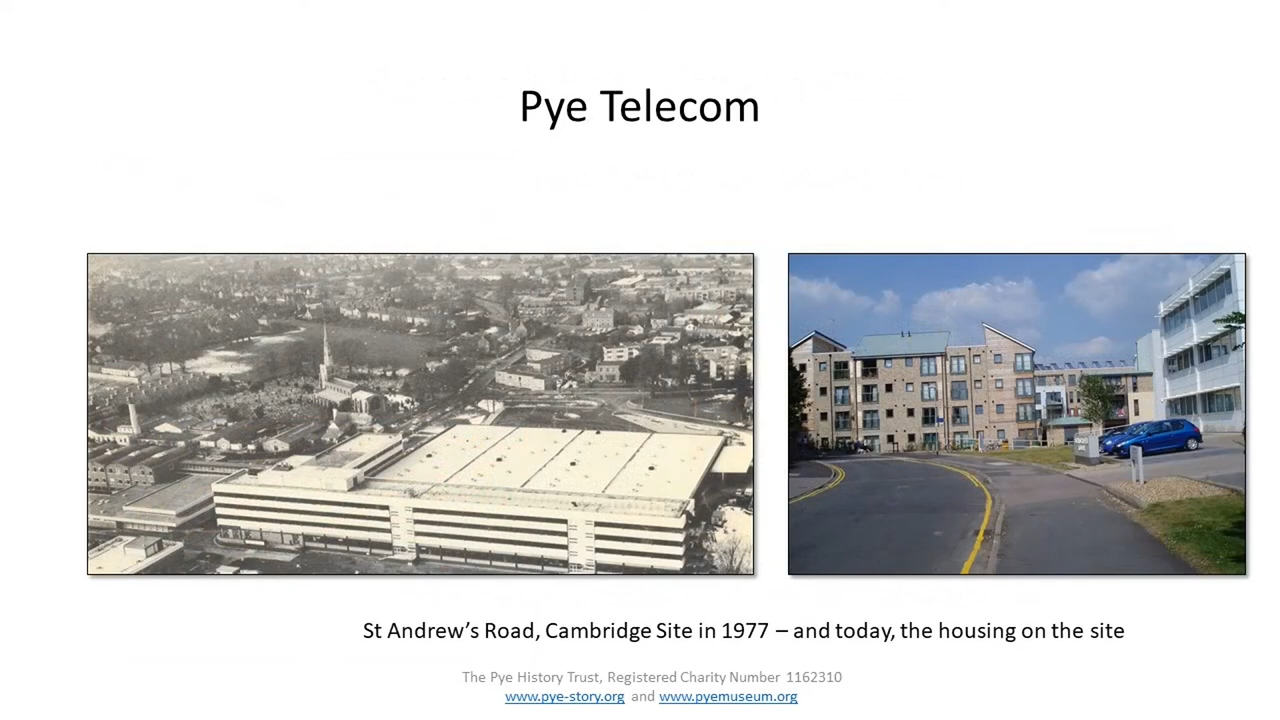 Pye Telecom
St Andrew’s Road, Cambridge Site in 1977 – and today, the housing on the site
The Pye History Trust, Registered Charity Number 1162310
www.pye-story.org and www.pyemuseum.org